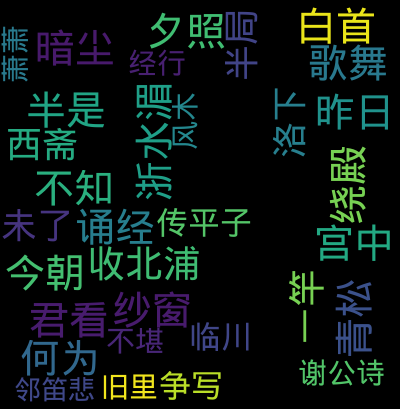 萧萧
暗尘
夕照
半局
白首
经行
歌舞
半是
浙水湄
风木
洛下
昨日
西斋
不知
绕殿
未了
诵经
传平子
宫中
今朝
收北浦
一竿
青松
君看
纱窗
不堪
临川
何为
谢公诗
邻笛悲
旧里
争写